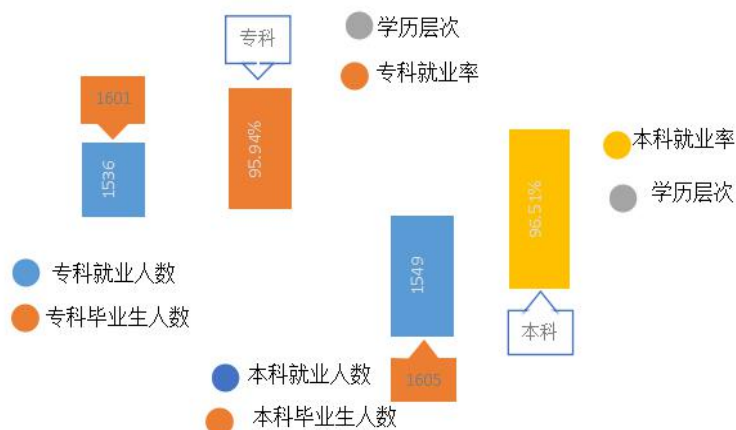 专科
学历层次
专科就业率
1601
1536
95.94%
本科就业率
学历层次
专科就业人数
专科毕业生人数
1549
96.51%
本科
本科就业人数
1605
本科毕业生人数